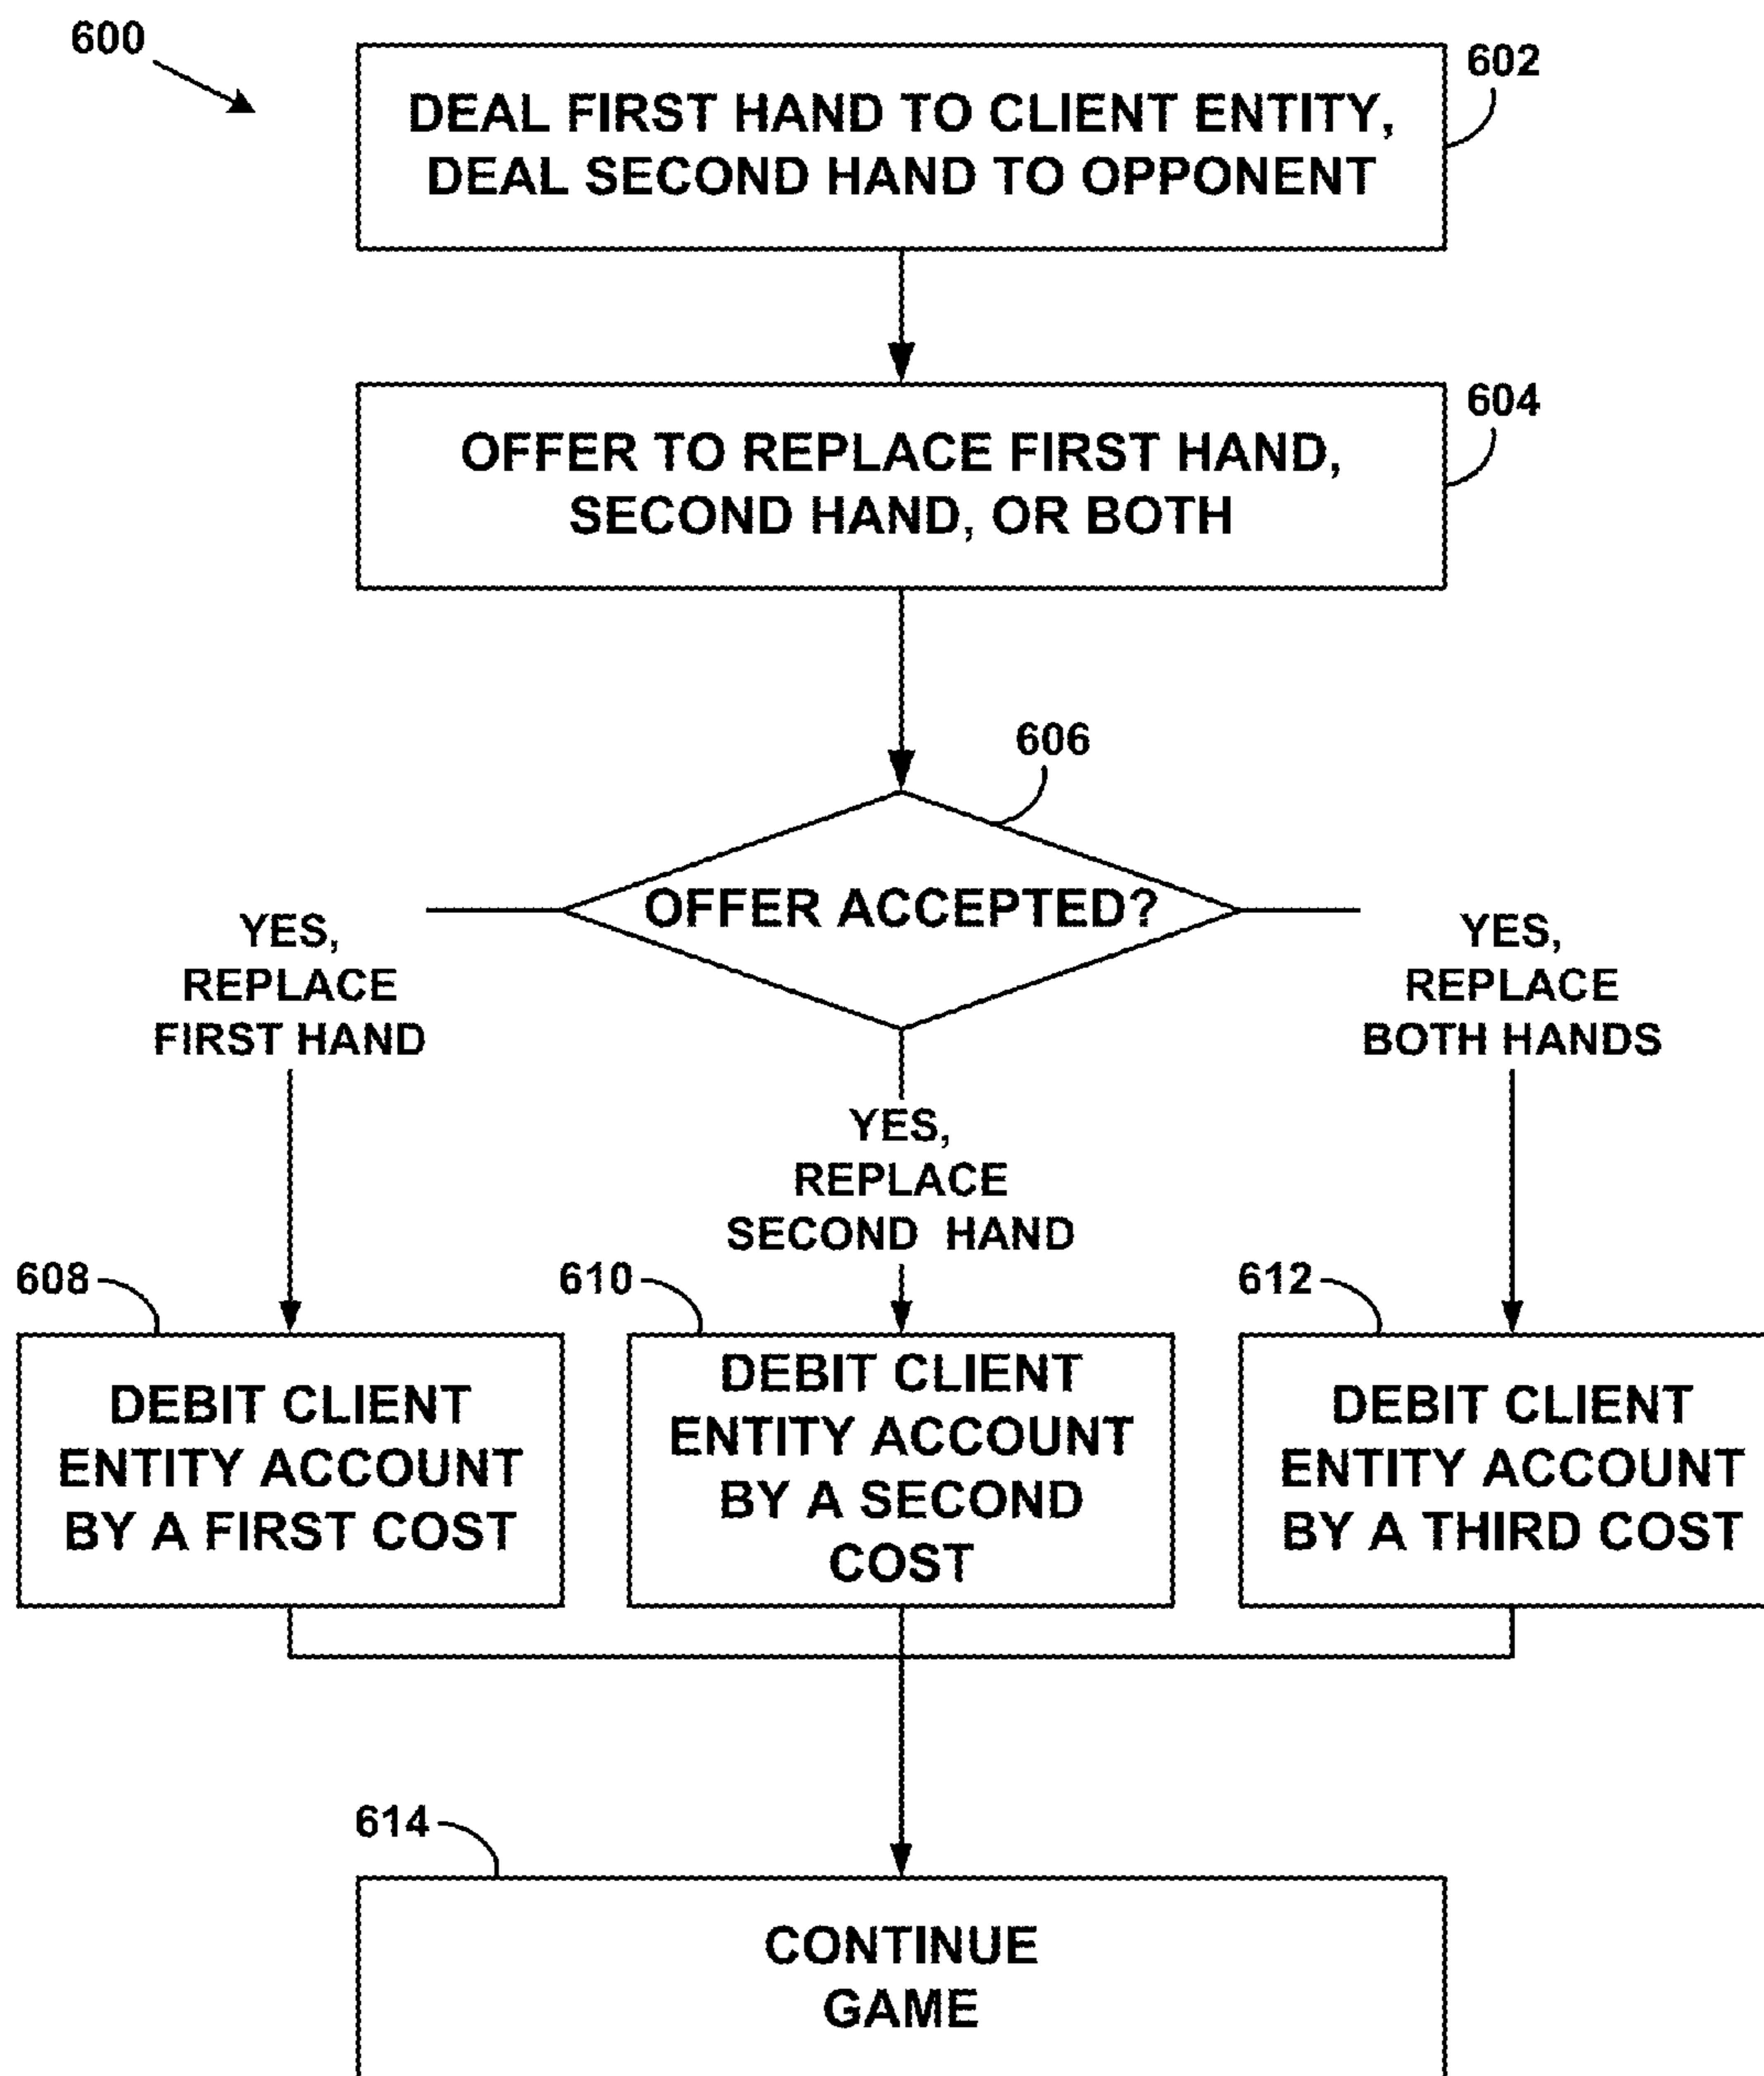 600
602
DEAL FIRST HAND TO CLIENT ENTITY,
DEAL SECOND HAND TO OPPONENT
604
OFFER TO REPLACE FIRST HAND,
SECOND HAND, OR BOTH
606
OFFER ACCEPTED?
YES,
REPLACE
FIRST HAND
YES,
REPLACE
SECOND HAND
YES,
REPLACE
BOTH HANDS
608
DEBIT CLIENT
ENTITY ACCOUNT
BY A FIRST COST
610
DEBIT CLIENT
ENTITY ACCOUNT
BY A SECOND
COST
612
DEBIT CLIENT
ENTITY ACCOUNT
BY A THIRD COST
614
CONTINUE
GAME